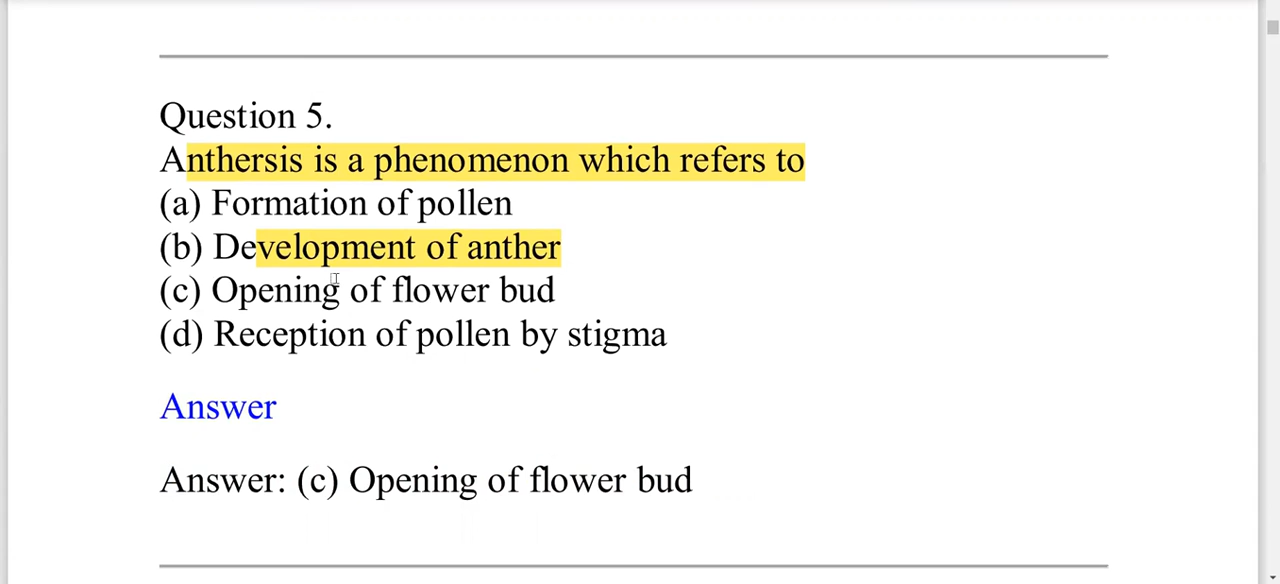 Question 5.
Anthersis is a phenomenon which refers to
(a) Formation of pollen
(b) Development of anther
(c) Opening of flower bud
(d) Reception of pollen by stigma
Answer
Answer: (c) Opening of flower bud